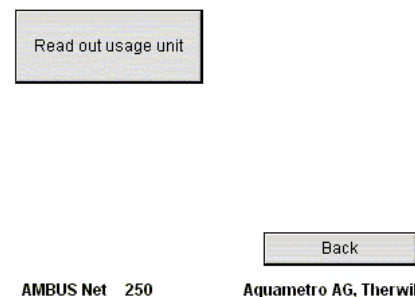 Read out usage unit
Back
AMBUS Net 250
Aquametro AG, Therwil